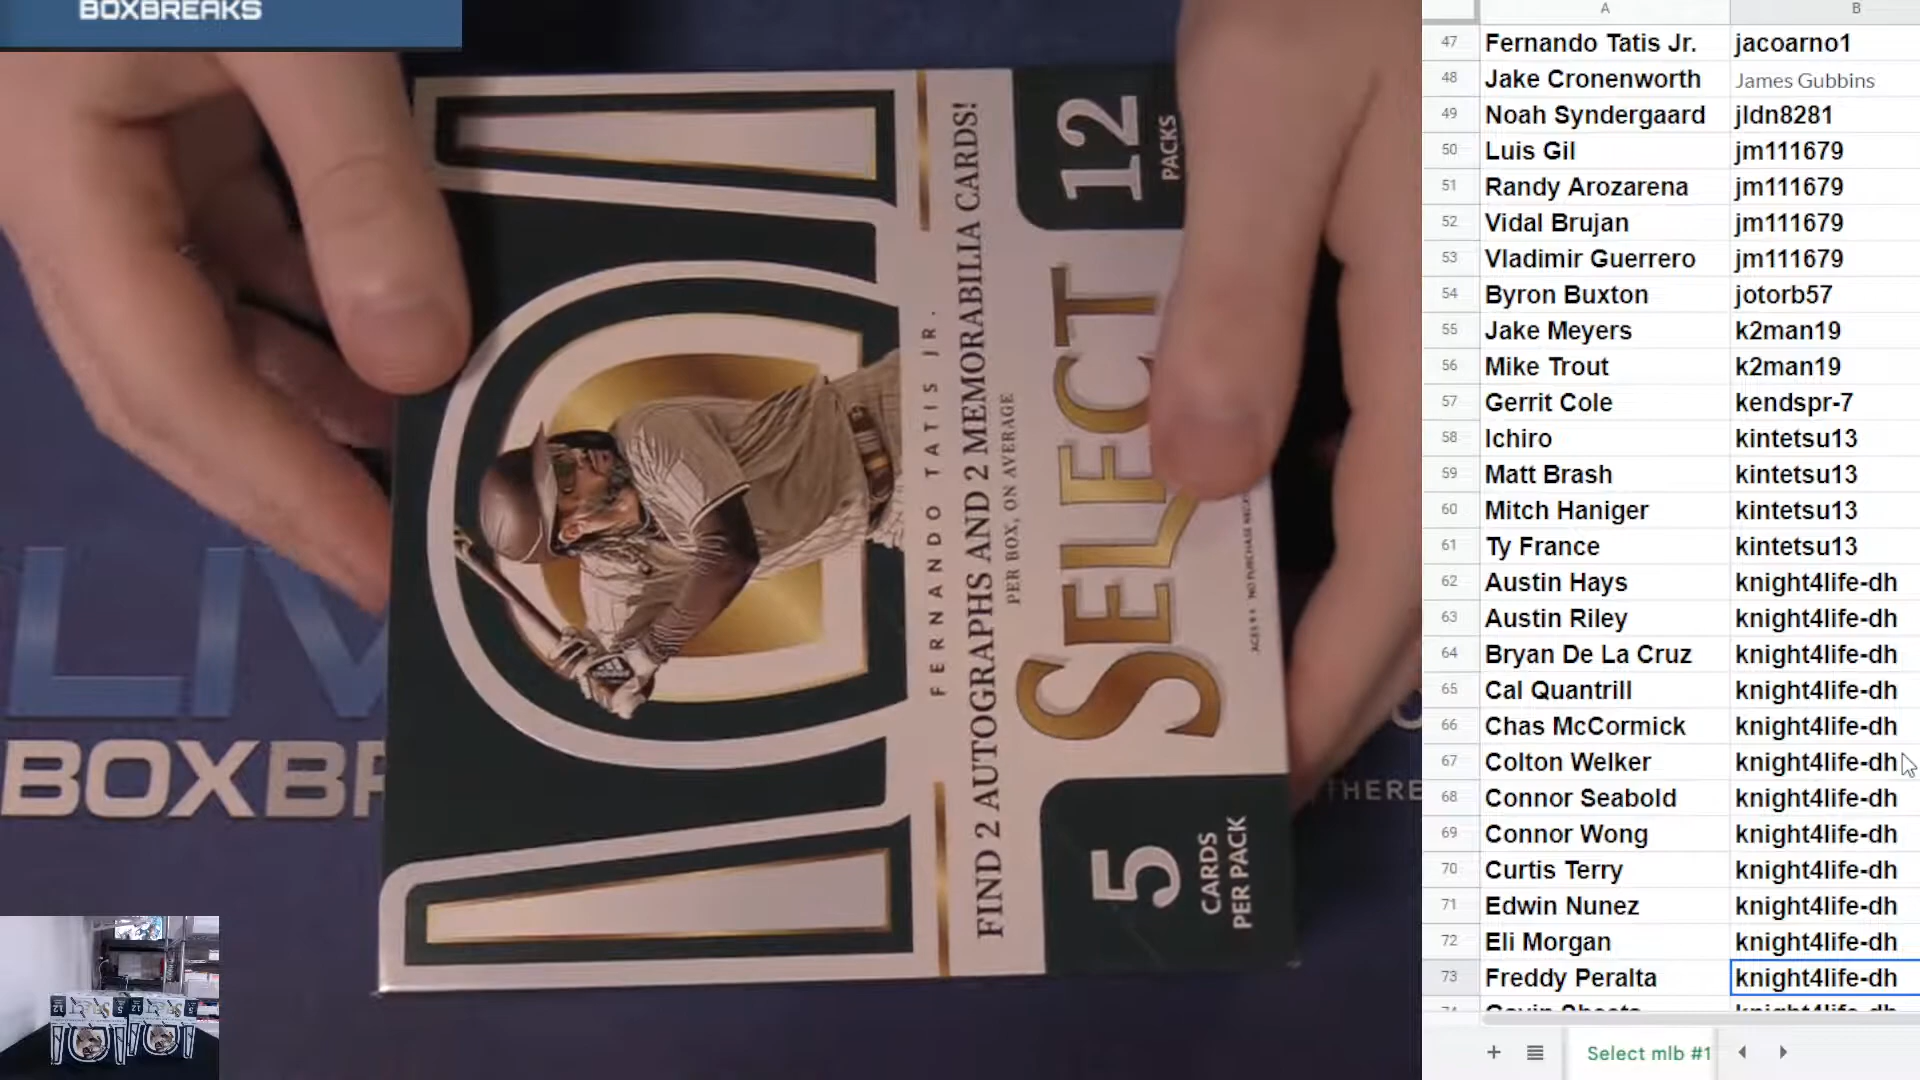 BOXBREAKS
LIV
BOXBR
THERE
FERNANDO TATIS JR.
FIND 2 AUTOGRAPHS AND 2 MEMORABILIA CARDS!
PER BOX, ON AVERAGE
5
CARDS
PER PACK
SELECT
12
PACKS
A B
47 Fernando Tatis Jr. jacoarno1
48 Jake Cronenworth James Gubbins
49 Noah Syndergaard jldn8281
50 Luis Gil jm111679
51 Randy Arozarena jm111679
52 Vidal Brujan jm111679
53 Vladimir Guerrero jm111679
54 Byron Buxton jotorb57
55 Jake Meyers k2man19
56 Mike Trout k2man19
57 Gerrit Cole kendspr-7
58 Ichiro kintetsu13
59 Matt Brash kintetsu13
60 Mitch Haniger kintetsu13
61 Ty France kintetsu13
62 Austin Hays knight4life-dh
63 Austin Riley knight4life-dh
64 Bryan De La Cruz knight4life-dh
65 Cal Quantrill knight4life-dh
66 Chas McCormick knight4life-dh
67 Colton Welker knight4life-dh
68 Connor Seabold knight4life-dh
69 Connor Wong knight4life-dh
70 Curtis Terry knight4life-dh
71 Edwin Nunez knight4life-dh
72 Eli Morgan knight4life-dh
73 Freddy Peralta knight4life-dh
Select mlb #1